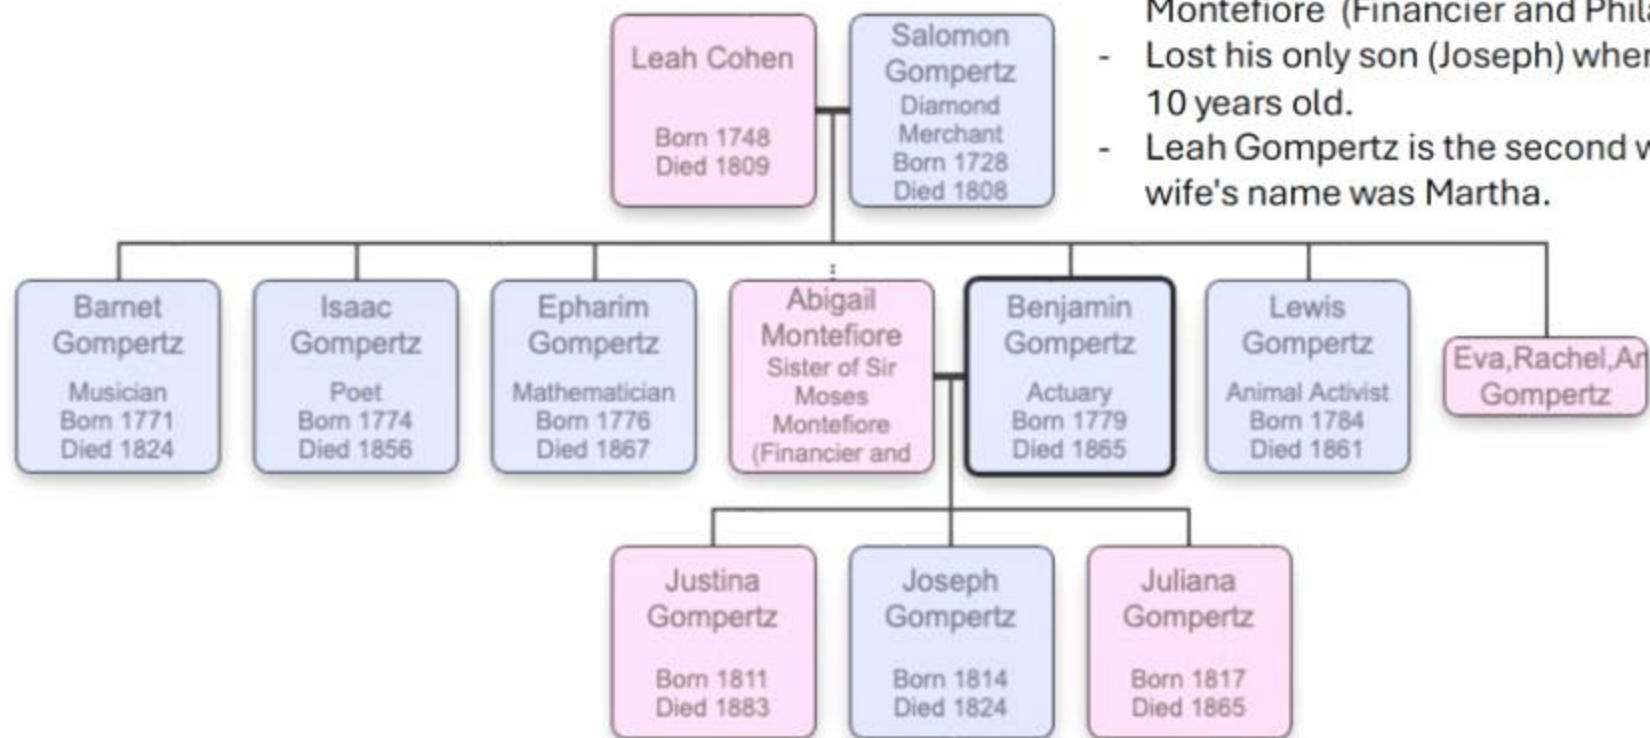 Montefiore (Financier and Phila
- Lost his only son (Joseph) when
10 years old.
- Leah Gompertz is the second w
wife's name was Martha.
Leah Cohen
Born 1748
Died 1809
Salomon
Gompertz
Diamond
Merchant
Born 1728
Died 1808
Barnet
Gompertz
Musician
Born 1771
Died 1824
Isaac
Gompertz
Poet
Born 1774
Died 1856
Epharim
Gompertz
Mathematician
Born 1776
Died 1867
Abigail
Montefiore
Sister of Sir
Moses
Montefiore
(Financier and
Benjamin
Gompertz
Actuary
Born 1779
Died 1865
Lewis
Gompertz
Animal Activist
Born 1784
Died 1861
Eva,Rachel,An
Gompertz
Justina
Gompertz
Born 1811
Died 1883
Joseph
Gompertz
Born 1814
Died 1824
Juliana
Gompertz
Born 1817
Died 1865